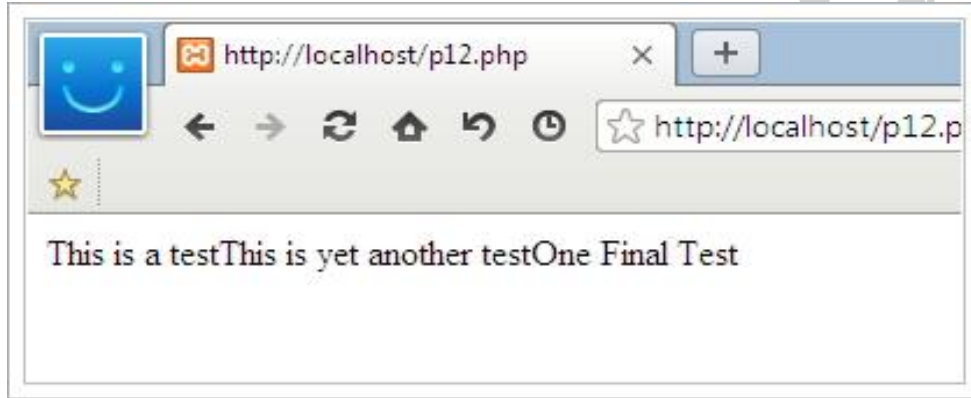 http://localhost/p12.php
http://localhost/p12.p
This is a testThis is yet another testOne Final Test